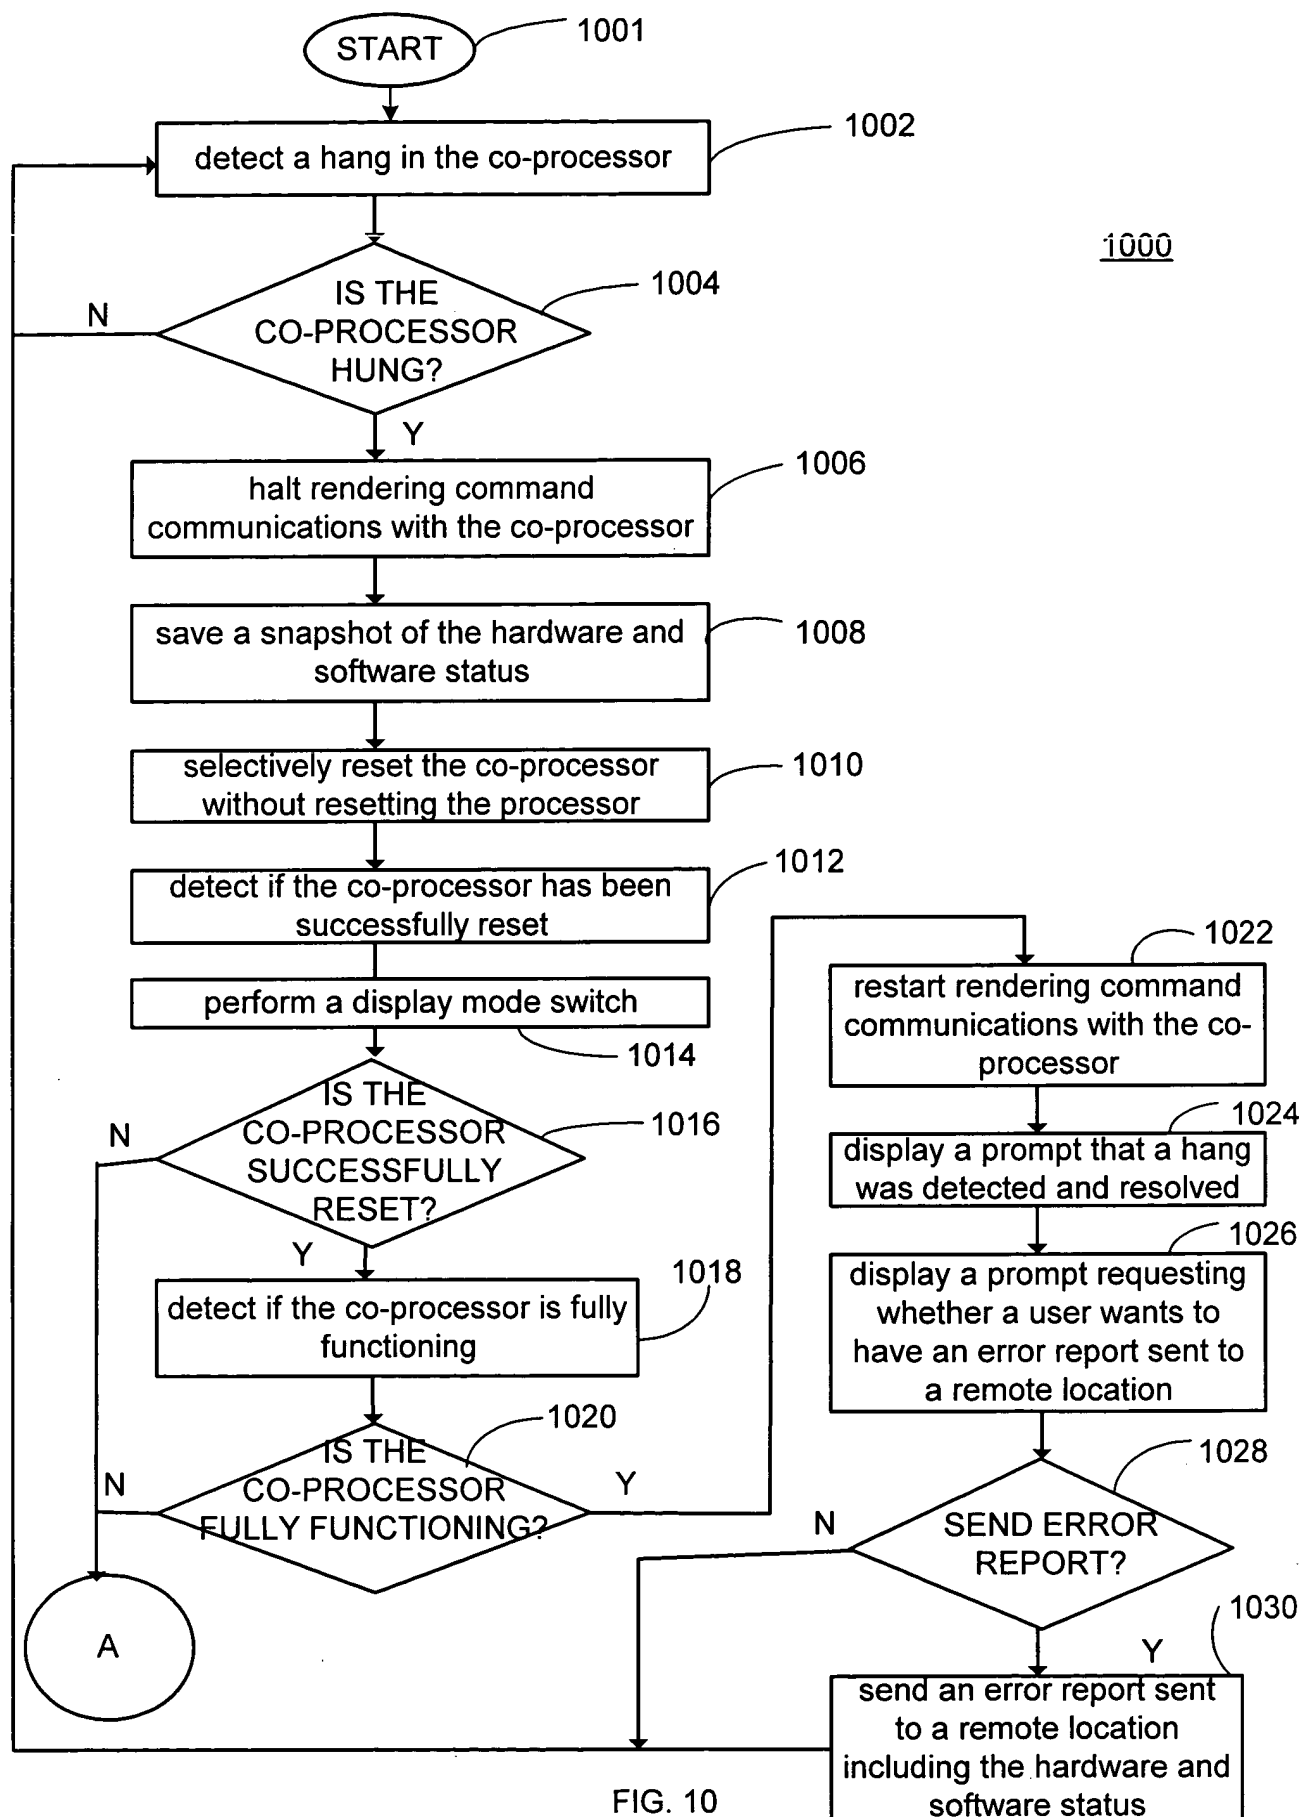 START
1001
1002
detect a hang in the co-processor
1000
1004
N
IS THE
CO-PROCESSOR
HUNG?
Y
1006
halt rendering command
communications with the co-processor
1008
save a snapshot of the hardware and
software status
1010
selectively reset the co-processor
without resetting the processor
1012
detect if the co-processor has been
successfully reset
perform a display mode switch
1014
N
IS THE
CO-PROCESSOR
SUCCESSFULLY
RESET?
1016
Y
1018
detect if the co-processor is fully
functioning
1020
N
IS THE
CO-PROCESSOR
FULLY FUNCTIONING?
Y
A
1022
restart rendering command
communications with the co-
processor
1024
display a prompt that a hang
was detected and resolved
1026
display a prompt requesting
whether a user wants to
have an error report sent to
a remote location
1028
N
SEND ERROR
REPORT?
1030
Y
send an error report sent
to a remote location
including the hardware and
software status
FIG. 10